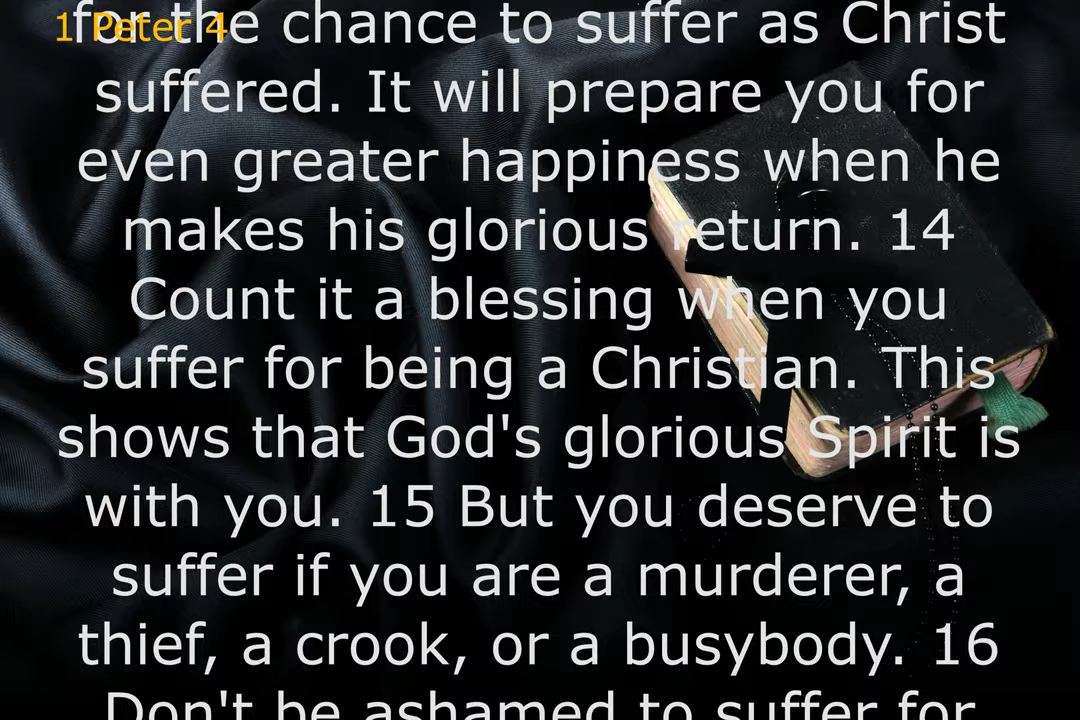 1 Peter 4
for the chance to suffer as Christ
suffered. It will prepare you for
even greater happiness when he
makes his glorious return. 14
Count it a blessing when you
suffer for being a Christian. This
shows that God's glorious Spirit is
with you. 15 But you deserve to
suffer if you are a murderer, a
thief, a crook, or a busybody. 16
Don't be ashamed to suffer for